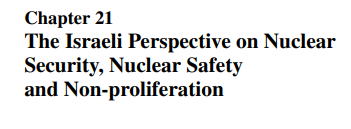 Chapter 21
The Israeli Perspective on Nuclear
Security, Nuclear Safety
and Non-proliferation